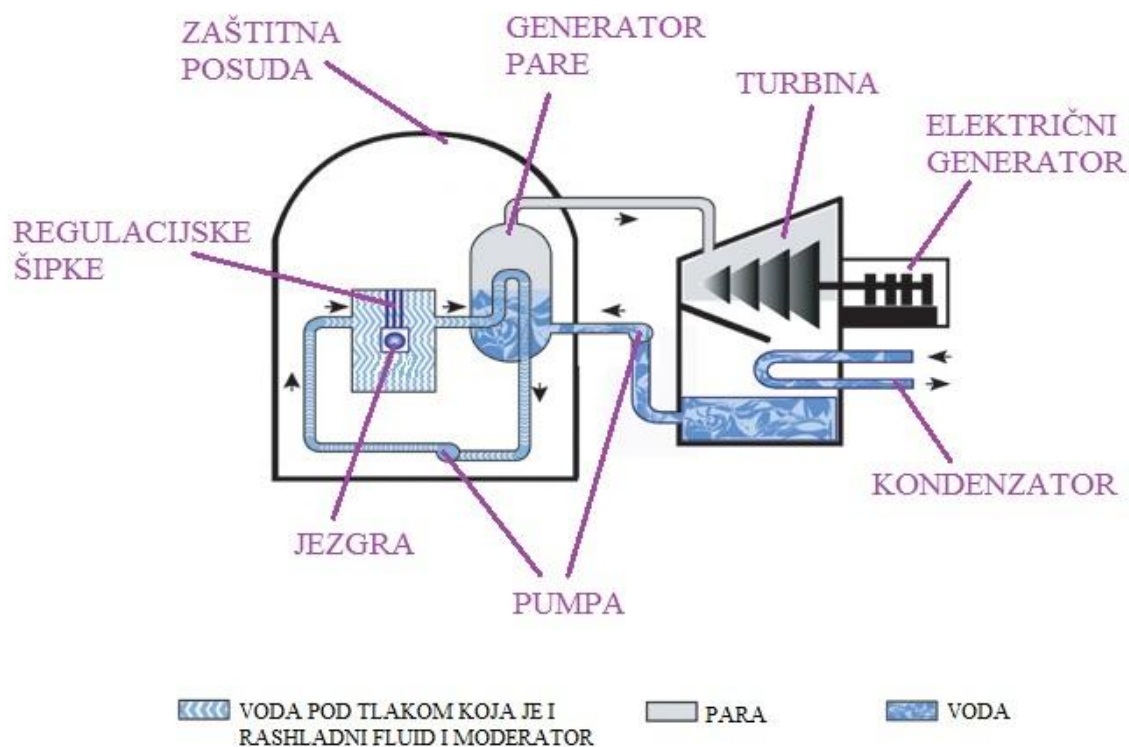 ZAŠTITNA
POSUDA
GENERATOR
PARE
TURBINA
ELEKTRIČNI
GENERATOR
REGULACIJSKE
ŠIPKE
KONDENZATOR
JEZGRA
PUMPA
VODA POD TLAKOM KOJA JE I
RASHLADNI FLUID I MODERATOR
PARA
VODA